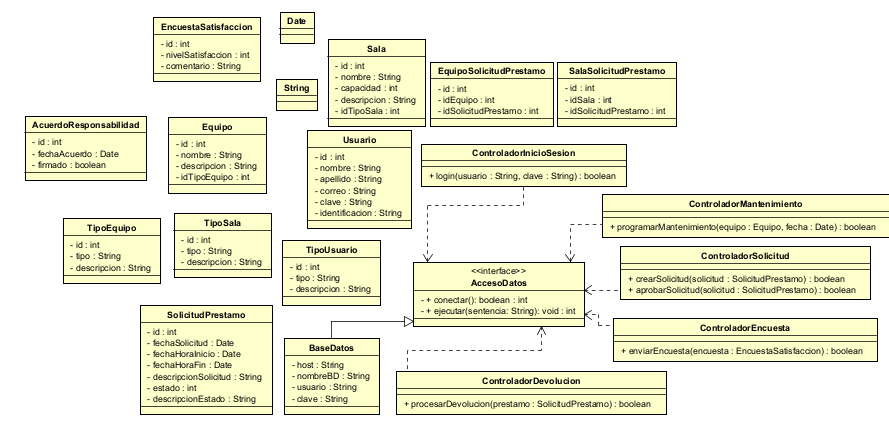 EncuestaSatisfaccion
- id : int
- nivelSatisfaccion : int
- comentario : String
Date
String
Sala
- id : int
- nombre : String
- capacidad : int
- descripcion : String
- idTipoSala : int
EquipoSolicitudPrestamo
- id : int
- idEquipo : int
- idSolicitudPrestamo : int
SalaSolicitudPrestamo
- id : int
- idSala : int
- idSolicitudPrestamo : int
AcuerdoResponsabilidad
- id : int
- fechaAcuerdo : Date
- firmado : boolean
Equipo
- id : int
- nombre : String
- descripcion : String
- idTipoEquipo : int
Usuario
- id : int
- nombre : String
- apellido : String
- correo : String
- clave : String
- identificacion : String
ControladorInicioSesion
+ login(usuario : String, clave : String) : boolean
ControladorMantenimiento
+ programarMantenimiento(equipo : Equipo, fecha : Date) : boolean
TipoEquipo
- id : int
- tipo : String
- descripcion : String
TipoSala
- id : int
- tipo : String
- descripcion : String
TipoUsuario
- id : int
- tipo : String
- descripcion : String
<<interface>>
AccesoDatos
- + conectar(): boolean : int
- + ejecutar(sentencia: String): void : int
ControladorSolicitud
+ crearSolicitud(solicitud : SolicitudPrestamo) : boolean
+ aprobarSolicitud(solicitud : SolicitudPrestamo) : boolean
SolicitudPrestamo
- id : int
- fechaSolicitud : Date
- fechaHoraInicio : Date
- fechaHoraFin : Date
- descripcionSolicitud : String
- estado : int
- descripcionEstado : String
BaseDatos
- host : String
- nombreBD : String
- usuario : String
- clave : String
ControladorEncuesta
+ enviarEncuesta(encuesta : EncuestaSatisfaccion) : boolean
ControladorDevolucion
+ procesarDevolucion(prestamo : SolicitudPrestamo) : boolean